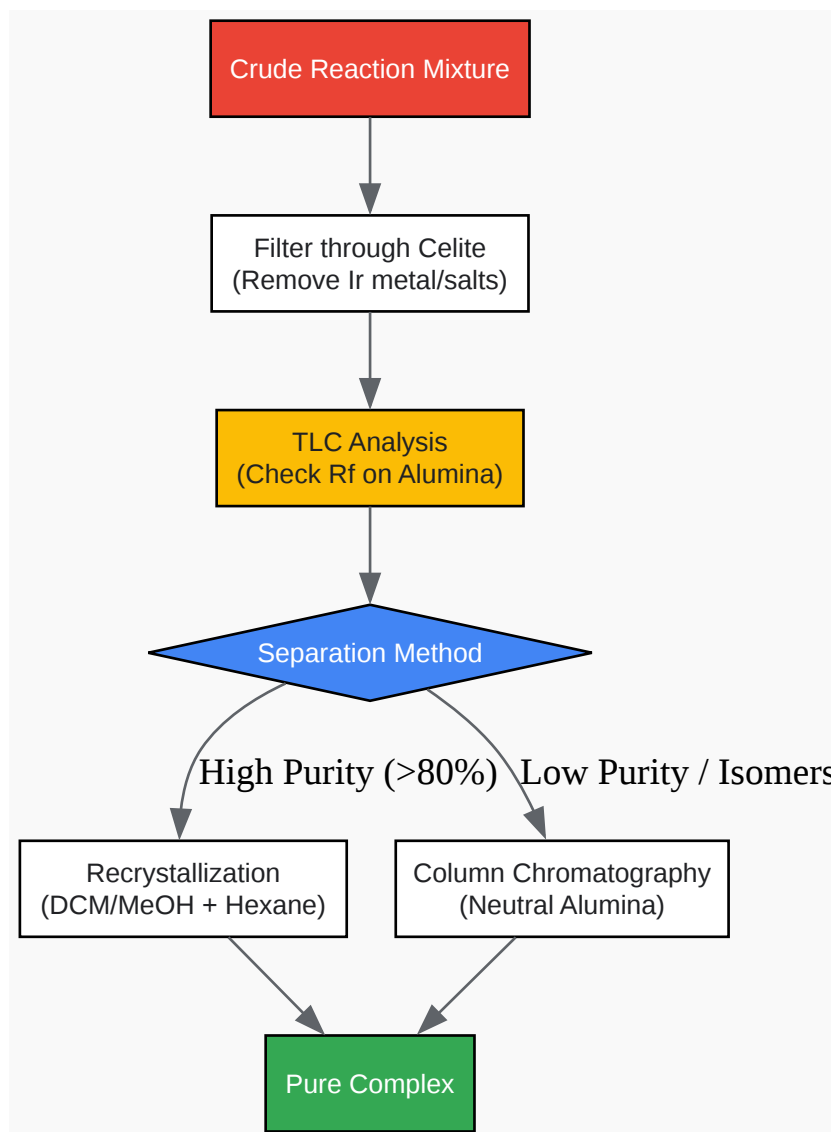 Crude Reaction Mixture
Filter through Celite
(Remove Ir metal/salts)
TLC Analysis
(Check Rf on Alumina)
Separation Method
High Purity (>80%)
Low Purity / Isomers
Recrystallization
(DCM/MeOH + Hexane)
Column Chromatography
(Neutral Alumina)
Pure Complex